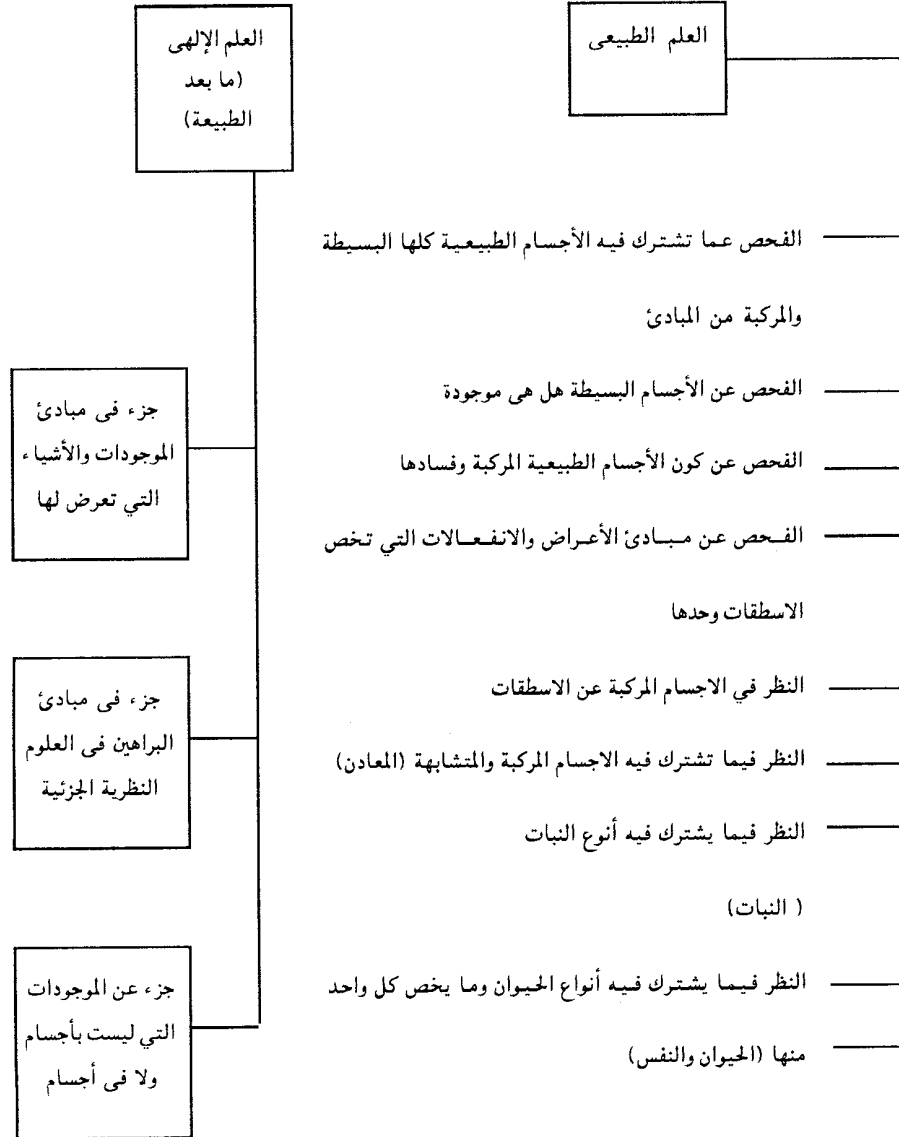 العلم الطبيعى
الفحص عما تشترك فيه الأجسام الطبيعية كلها البسيطة
والمركبة من المبادئ
الفحص عن الأجسام البسيطة هل هى موجودة
الفحص عن كون الأجسام الطبيعية المركبة وفسادها
الفحص عن مبادئ الأعراض والانفعالات التي تخص
الاسطقات وحدها
النظر في الاجسام المركبة عن الاسطقات
النظر فيما تشترك فيه الاجسام المركبة والمتشابهة (المعادن)
النظر فيما يشترك فيه أنوع النبات
( النبات)
النظر فيما يشترك فيه أنواع الحيوان وما يخص كل واحد
منها (الحيوان والنفس)
العلم الإلهى
(ما بعد
الطبيعة)
جزء فى مبادئ
الموجودات والأشياء
التي تعرض لها
جزء فى مبادئ
البراهين فى العلوم
النظرية الجزئية
جزء عن الموجودات
التي ليست بأجسام
ولا فى أجسام